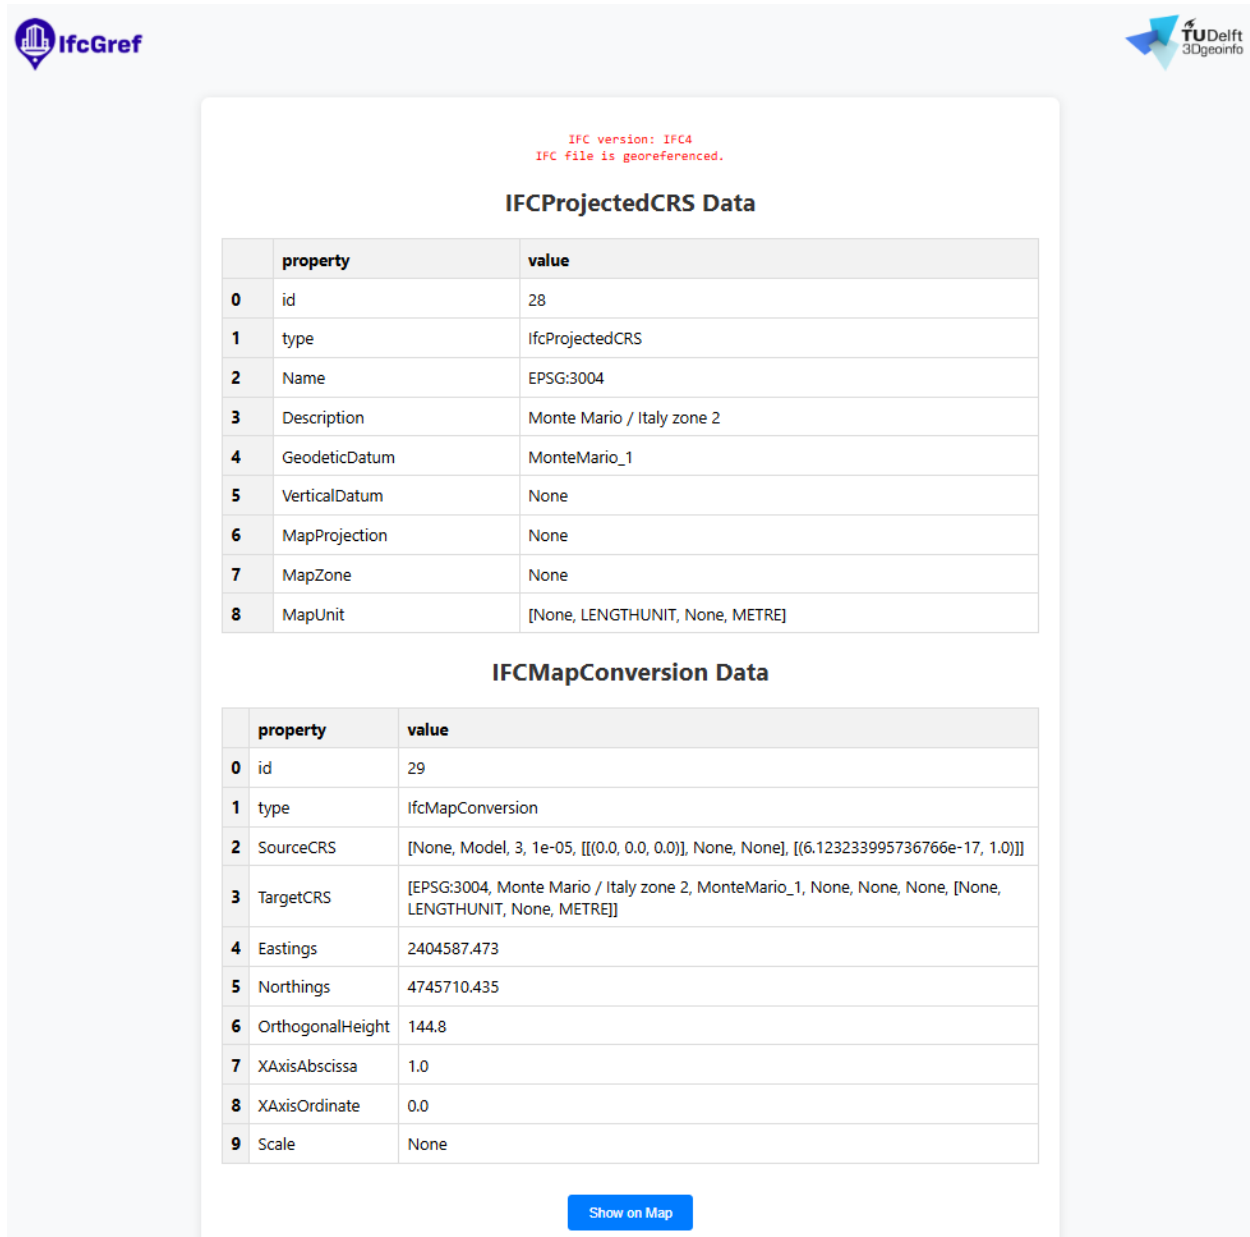 IfcGref
TUDelft
3Dgeoinfo
IFC version: IFC4
IFC file is georeferenced.
IFCProjectedCRS Data
property value
0 id 28
1 type IfcProjectedCRS
2 Name EPSG:3004
3 Description Monte Mario / Italy zone 2
4 GeodeticDatum MonteMario_1
5 VerticalDatum None
6 MapProjection None
7 MapZone None
8 MapUnit [None, LENGTHUNIT, None, METRE]
IFCMapConversion Data
property value
0 id 29
1 type IfcMapConversion
2 SourceCRS [None, Model, 3, 1e-05, [[(0.0, 0.0, 0.0)], None, None], [(6.123233995736766e-17, 1.0)]]
3 TargetCRS [EPSG:3004, Monte Mario / Italy zone 2, MonteMario_1, None, None, None, [None,
LENGTHUNIT, None, METRE]]
4 Eastings 2404587.473
5 Northings 4745710.435
6 OrthogonalHeight 144.8
7 XAxisAbscissa 1.0
8 XAxisOrdinate 0.0
9 Scale None
Show on Map